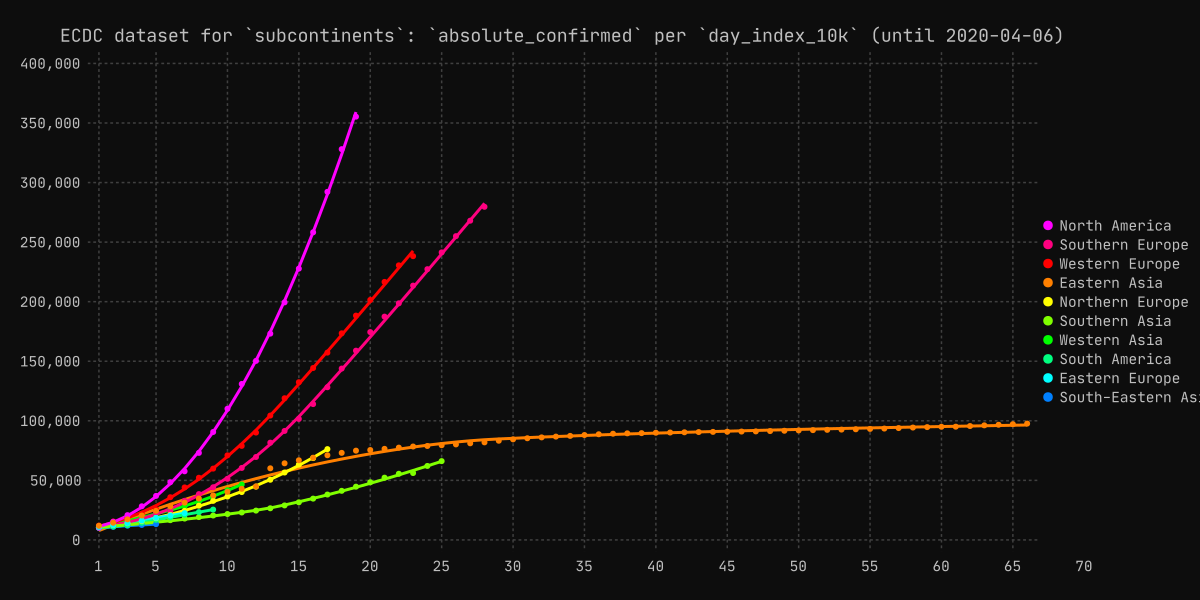 ECDC dataset for `subcontinents`: `absolute_confirmed` per `day_index_10k` (until 2020-04-06)
400,000
350,000
300,000
250,000
200,000
150,000
100,000
50,000
0
1 5 10 15 20 25 30 35 40 45 50 55 60 65 70
North America
Southern Europe
Western Europe
Eastern Asia
Northern Europe
Southern Asia
Western Asia
South America
Eastern Europe
South-Eastern Asi